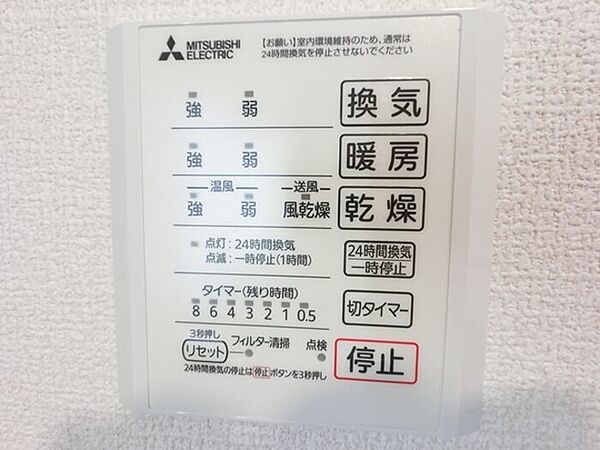 MITSUBISHI
ELECTRIC
【お願い】室内環境維持のため、通常は
24時間換気を停止させないでください
強 弱 換気
強 弱 暖房
温風 送風
強 弱 風乾燥 乾燥
点灯:24時間換気
点滅:一時停止(1時間)
24時間換気
一時停止
タイマー(残り時間)
8 6 4 3 2 1 0.5
切タイマー
3秒押し
リセット フィルター清掃 点検
停止
24時間換気の停止は停止ボタンを3秒押し